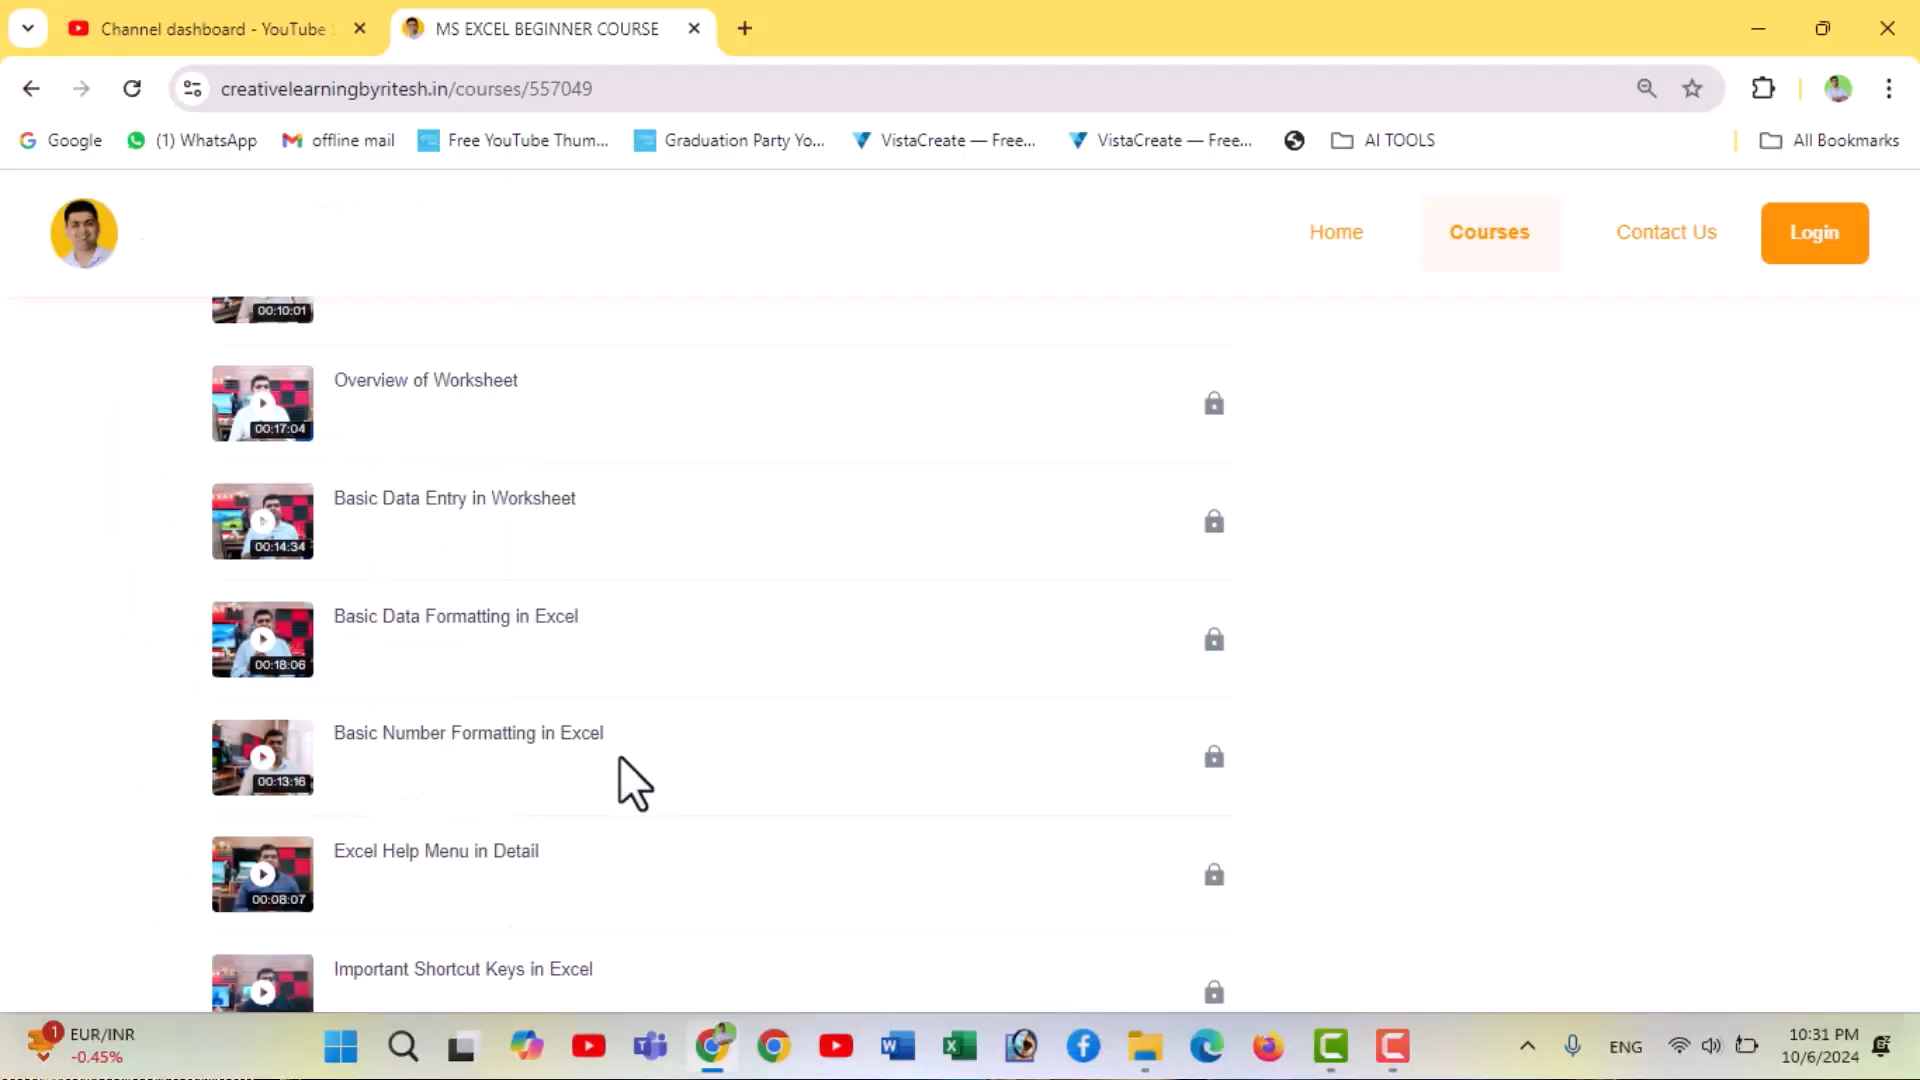 Channel dashboard - YouTube
MS EXCEL BEGINNER COURSE
creativelearningbyritesh.in/courses/557049
Google
(1) WhatsApp
offline mail
Free YouTube Thum...
Graduation Party Yo...
VistaCreate — Free...
VistaCreate — Free...
AI TOOLS
All Bookmarks
Home
Courses
Contact Us
Login
00:10:01
Overview of Worksheet
00:17:04
Basic Data Entry in Worksheet
00:14:34
Basic Data Formatting in Excel
00:18:06
Basic Number Formatting in Excel
00:13:16
Excel Help Menu in Detail
00:08:07
Important Shortcut Keys in Excel
1
EUR/INR
-0.45%
ENG
10:31 PM
10/6/2024